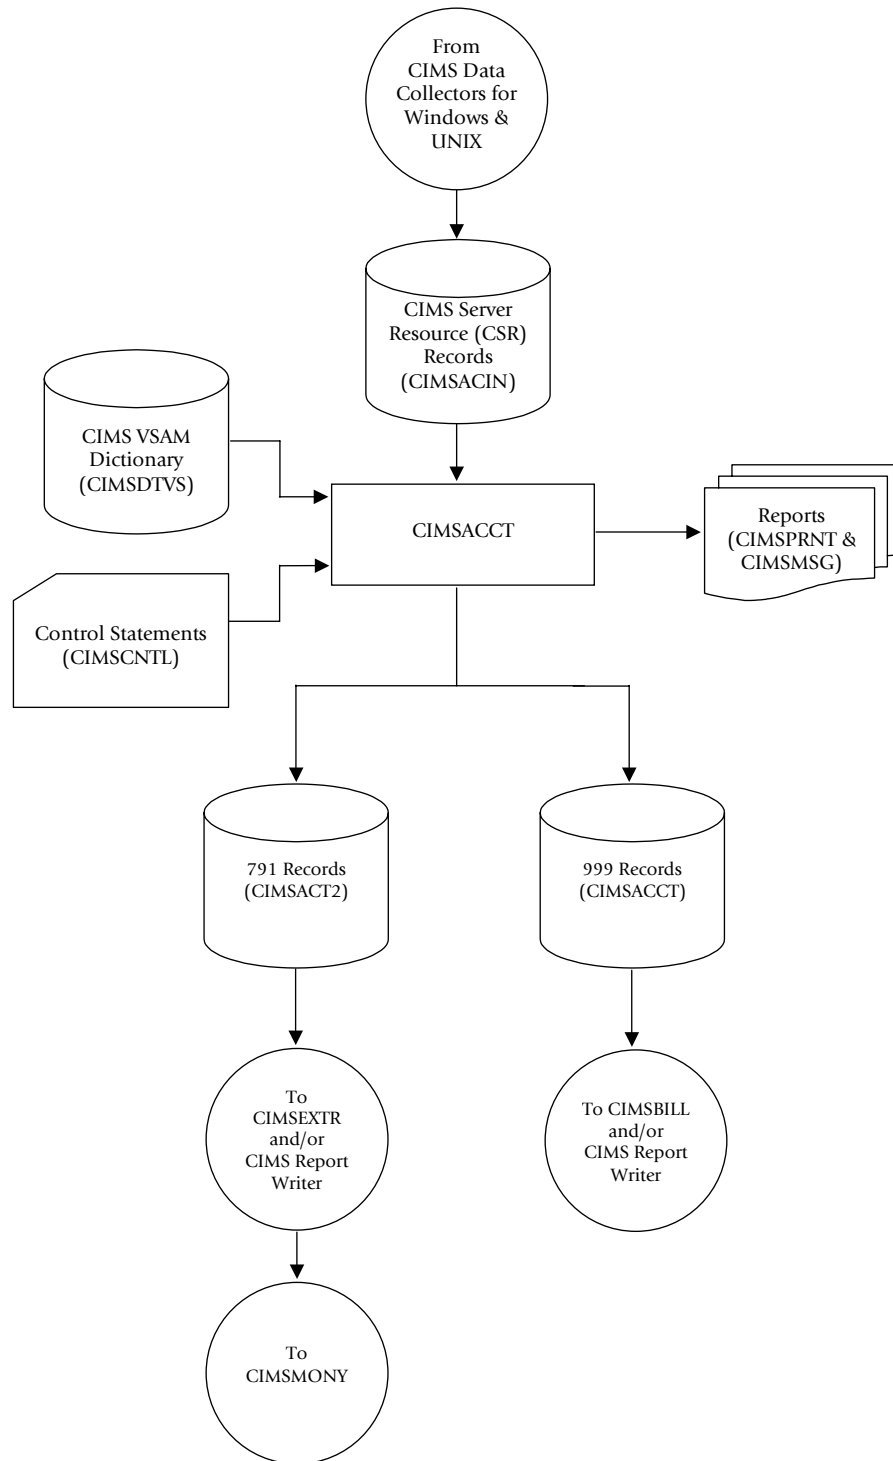 From
CIMS Data
Collectors for
Windows &
UNIX
CIMS Server
Resource (CSR)
Records
(CIMSACIN)
CIMS VSAM
Dictionary
(CIMSDTVS)
CIMSACCT
Reports
(CIMSPRNT &
CIMSMSG)
Control Statements
(CIMSCNTL)
791 Records
(CIMSACT2)
999 Records
(CIMSACCT)
To
CIMSEXTR
and/or
CIMS Report
Writer
To CIMSBILL
and/or
CIMS Report
Writer
To
CIMSMONY